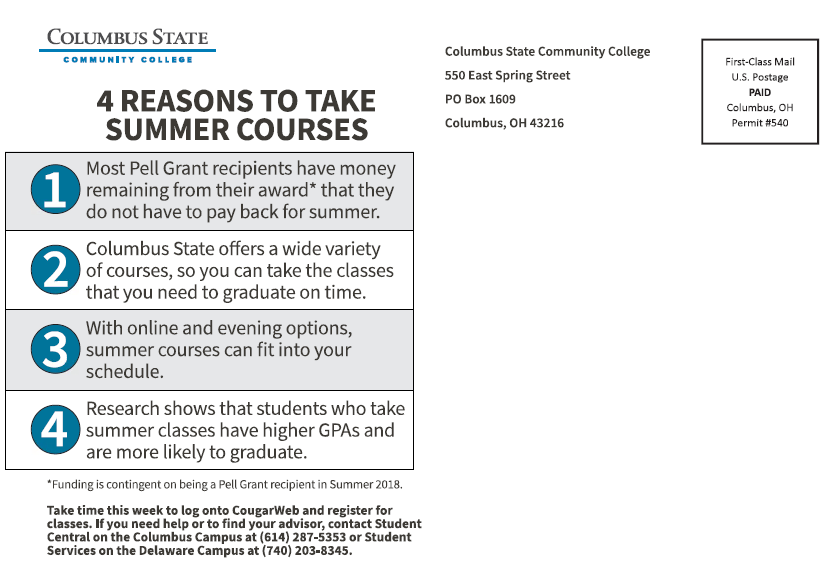 COLUMBUS STATE
COMMUNITY COLLEGE
4 REASONS TO TAKE
SUMMER COURSES
1
Most Pell Grant recipients have money
remaining from their award* that they
do not have to pay back for summer.
2
Columbus State offers a wide variety
of courses, so you can take the classes
that you need to graduate on time.
3
With online and evening options,
summer courses can fit into your
schedule.
4
Research shows that students who take
summer classes have higher GPAs and
are more likely to graduate.
*Funding is contingent on being a Pell Grant recipient in Summer 2018.
Take time this week to log onto CougarWeb and register for
classes. If you need help or to find your advisor, contact Student
Central on the Columbus Campus at (614) 287-5353 or Student
Services on the Delaware Campus at (740) 203-8345.
Columbus State Community College
550 East Spring Street
PO Box 1609
Columbus, OH 43216
First-Class Mail
U.S. Postage
PAID
Columbus, OH
Permit #540